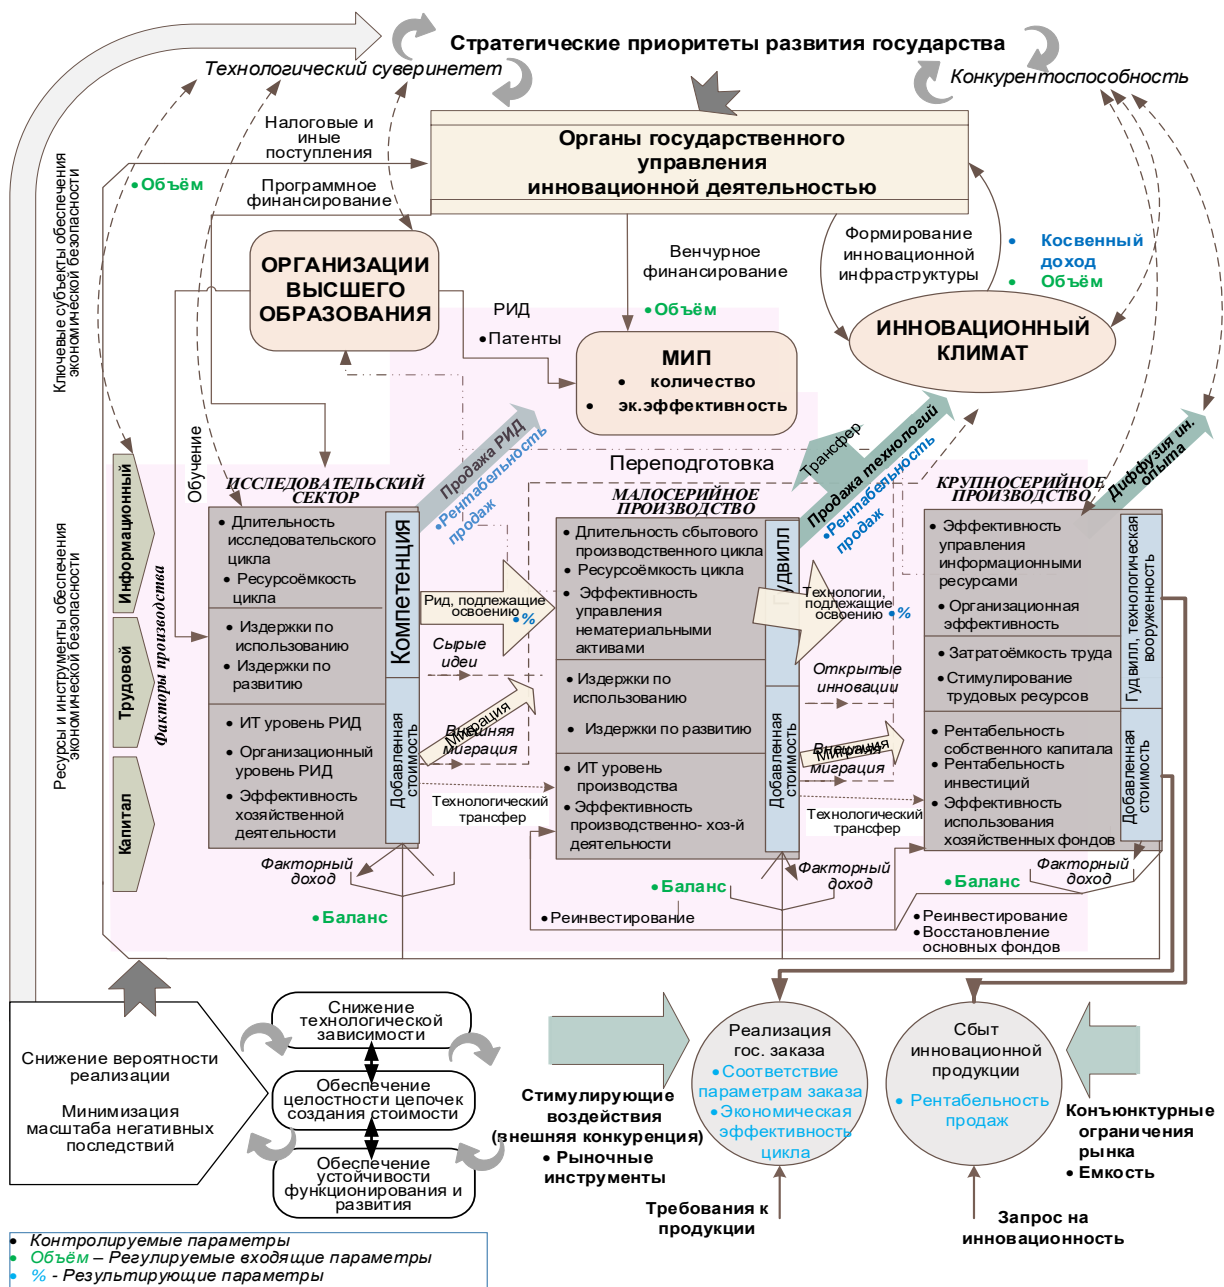 Стратегические приоритеты развития государства
Технологический суверинетет
Конкурентоспособность
Налоговые и
иные
поступления
• Объём
Программное
финансирование
Органы государственного
управления
инновационной деятельностью
Ключевые субъекты обеспечения
экономической безопасности
ОРГАНИЗАЦИИ
ВЫСШЕГО
ОБРАЗОВАНИЯ
Венчурное
финансирование
• Объём
Формирование
инновационной
инфраструктуры
• Косвенный
доход
• Объём
РИД
• Патенты
МИП
• количество
• эк.эффективность
ИННОВАЦИОННЫЙ
КЛИМАТ
Обучение
Продажа РИД
• Рентабельность
продаж
Переподготовка
Трансфер
Продажа технологий
• Рентабельность
продаж
Диффузия ин.
опыта
Ресурсы и инструменты обеспечения
экономической безопасности
Информационный
Трудовой
Капитал
Факторы производства
ИССЛЕДОВАТЕЛЬСКИЙ
СЕКТОР
• Длительность
исследовательского
цикла
• Ресурсоёмкость
цикла
• Издержки по
использованию
• Издержки по
развитию
• ИТ уровень РИД
• Организационный
уровень РИД
• Эффективность
хозяйственной
деятельности
Компетенция
Добавленная
стоимость
Рид, подлежащие
освоению
• %
Сырые
идеи
Миграция
Внешняя
миграция
Технологический
трансфер
МАЛОСЕРИЙНОЕ
ПРОИЗВОДСТВО
• Длительность сбытового
производственного цикла
• Ресурсоёмкость цикла
• Эффективность
управления
нематериальными
активами
• Издержки по
использованию
• Издержки по развитию
• ИТ уровень
производства
• Эффективность
производственно- хоз-й
деятельности
Гудвилл
Добавленная
стоимость
Технологии,
подлежащие
освоению
• %
Открытые
инновации
Миграция
Внешняя
миграция
Технологический
трансфер
КРУПНОСЕРИЙНОЕ
ПРОИЗВОДСТВО
• Эффективность
управления
информационными
ресурсами
• Организационная
эффективность
• Затратоёмкость труда
• Стимулирование
трудовых ресурсов
• Рентабельность
собственного капитала
• Рентабельность
инвестиций
• Эффективность
использования
хозяйственных фондов
Гудвилл, технологическая
вооруженность
Добавленная
стоимость
Факторный
доход
• Баланс
• Реинвестирование
• Баланс
Факторный
доход
• Баланс
Факторный
доход
• Реинвестирование
• Восстановление
основных фондов
Снижение вероятности
реализации
Минимизация
масштаба негативных
последствий
Снижение
технологической
зависимости
Обеспечение
целостности цепочек
создания стоимости
Обеспечение
устойчивости
функционирования и
развития
Стимулирующие
воздействия
(внешняя конкуренция)
• Рыночные
инструменты
Реализация
гос. заказа
• Соответствие
параметрам заказа
• Экономическая
эффективность
цикла
Сбыт
инновационной
продукции
• Рентабельность
продаж
Конъюнктурные
ограничения
рынка
• Емкость
Требования к
продукции
Запрос на
инновационность
• Контролируемые параметры
• Объём – Регулируемые входящие параметры
• % - Результирующие параметры